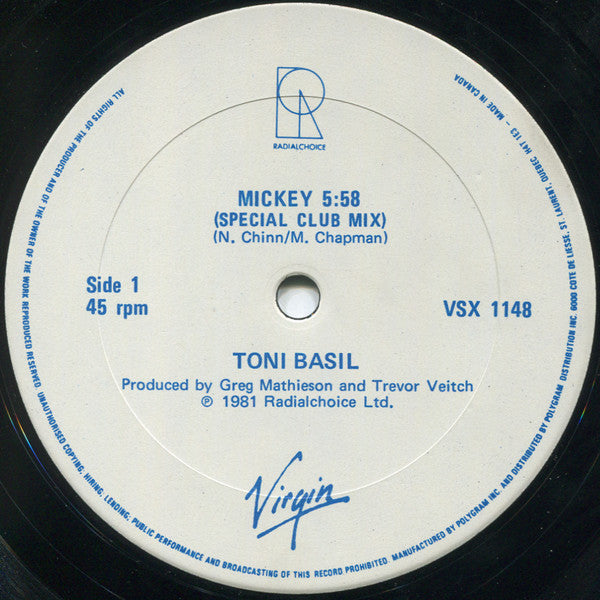 RADIALCHOICE
MICKEY 5:58
(SPECIAL CLUB MIX)
(N. Chinn/M. Chapman)
Side 1
45 rpm
VSX 1148
TONI BASIL
Produced by Greg Mathieson and Trevor Veitch
℗ 1981 Radialchoice Ltd.
Virgin
ALL RIGHTS OF THE PRODUCER AND OF THE OWNER OF THE WORK REPRODUCED RESERVED. UNAUTHORISED COPYING, HIRING, LENDING, PUBLIC PERFORMANCE AND BROADCASTING OF THIS RECORD PROHIBITED. MANUFACTURED BY POLYGRAM INC. AND DISTRIBUTED BY POLYGRAM DISTRIBUTION INC. 6000 COTE DE LIESSE, ST. LAURENT, QUEBEC H4T 1E3 – MADE IN CANADA